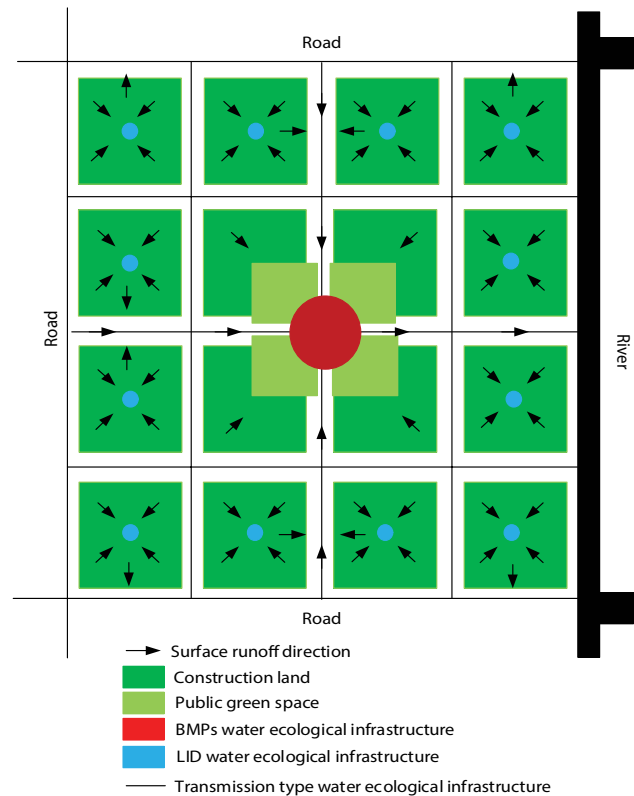 Road
Road
River
Road
Surface runoff direction
Construction land
Public green space
BMPs water ecological infrastructure
LID water ecological infrastructure
Transmission type water ecological infrastructure